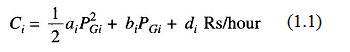 C_i = \frac{1}{2} a_i P_{Gi}^2 + b_i P_{Gi} + d_i Rs/hour (1.1)